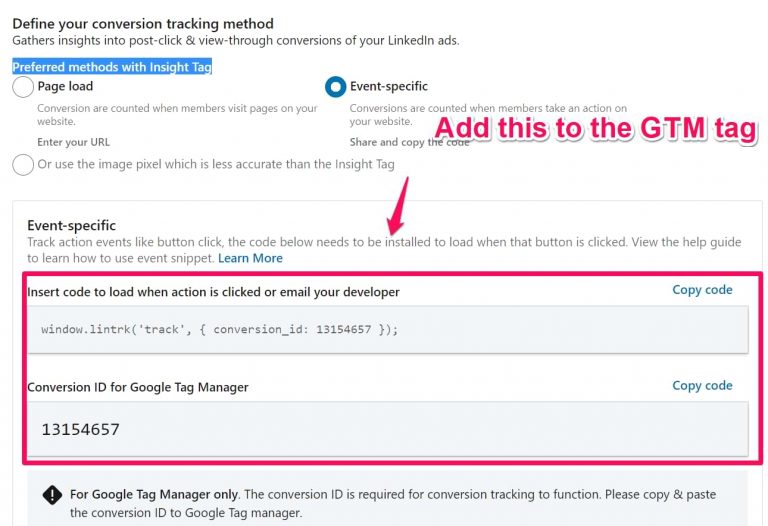 Define your conversion tracking method
Gathers insights into post-click & view-through conversions of your LinkedIn ads.
Preferred methods with Insight Tag
Page load
Conversion are counted when members visit pages on your
website.
Enter your URL
Event-specific
Conversions are counted when members take an action on
your website.
Share and copy the code
Add this to the GTM tag
Or use the image pixel which is less accurate than the Insight Tag
Event-specific
Track action events like button click, the code below needs to be installed to load when that button is clicked. View the help guide
to learn how to use event snippet. Learn More
Insert code to load when action is clicked or email your developer
Copy code
window.lintrk('track', { conversion_id: 13154657 });
Conversion ID for Google Tag Manager
Copy code
13154657
For Google Tag Manager only. The conversion ID is required for conversion tracking to function. Please copy & paste
the conversion ID to Google Tag manager.